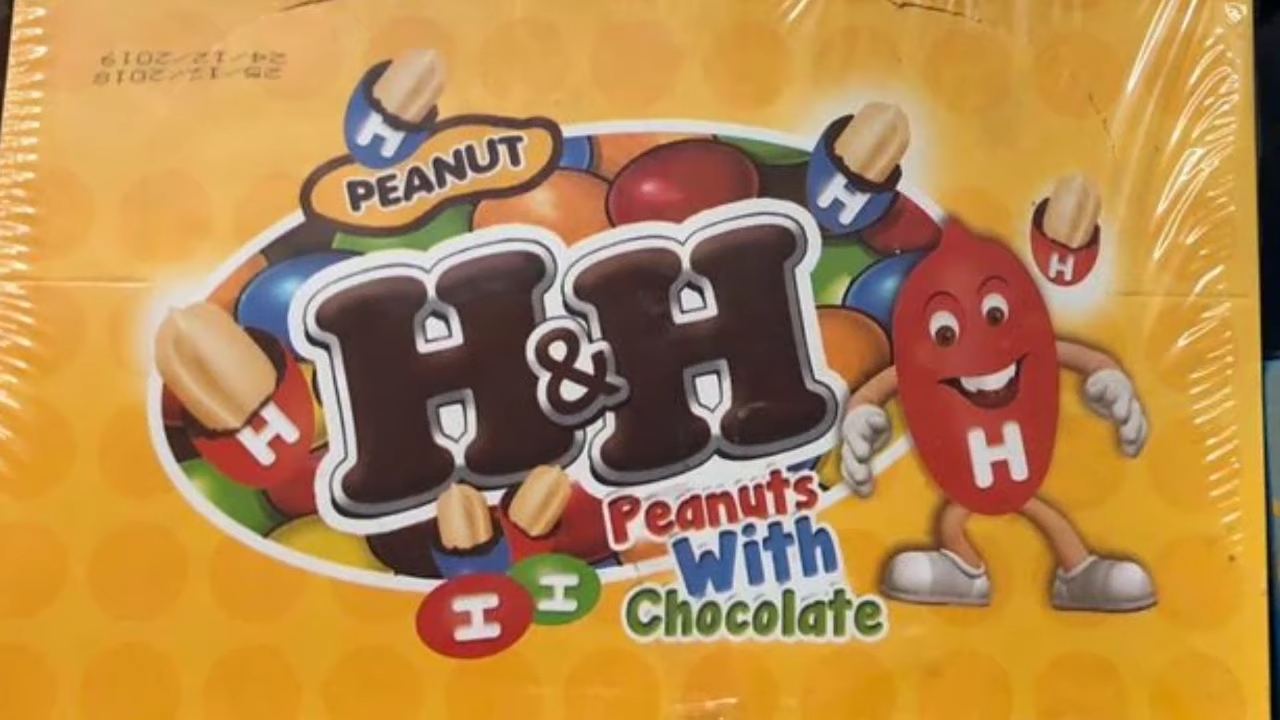 25/12/2018
24/12/2019
PEANUT
H
H
H
H&H
H
H
Peanuts
With
Chocolate
H
H